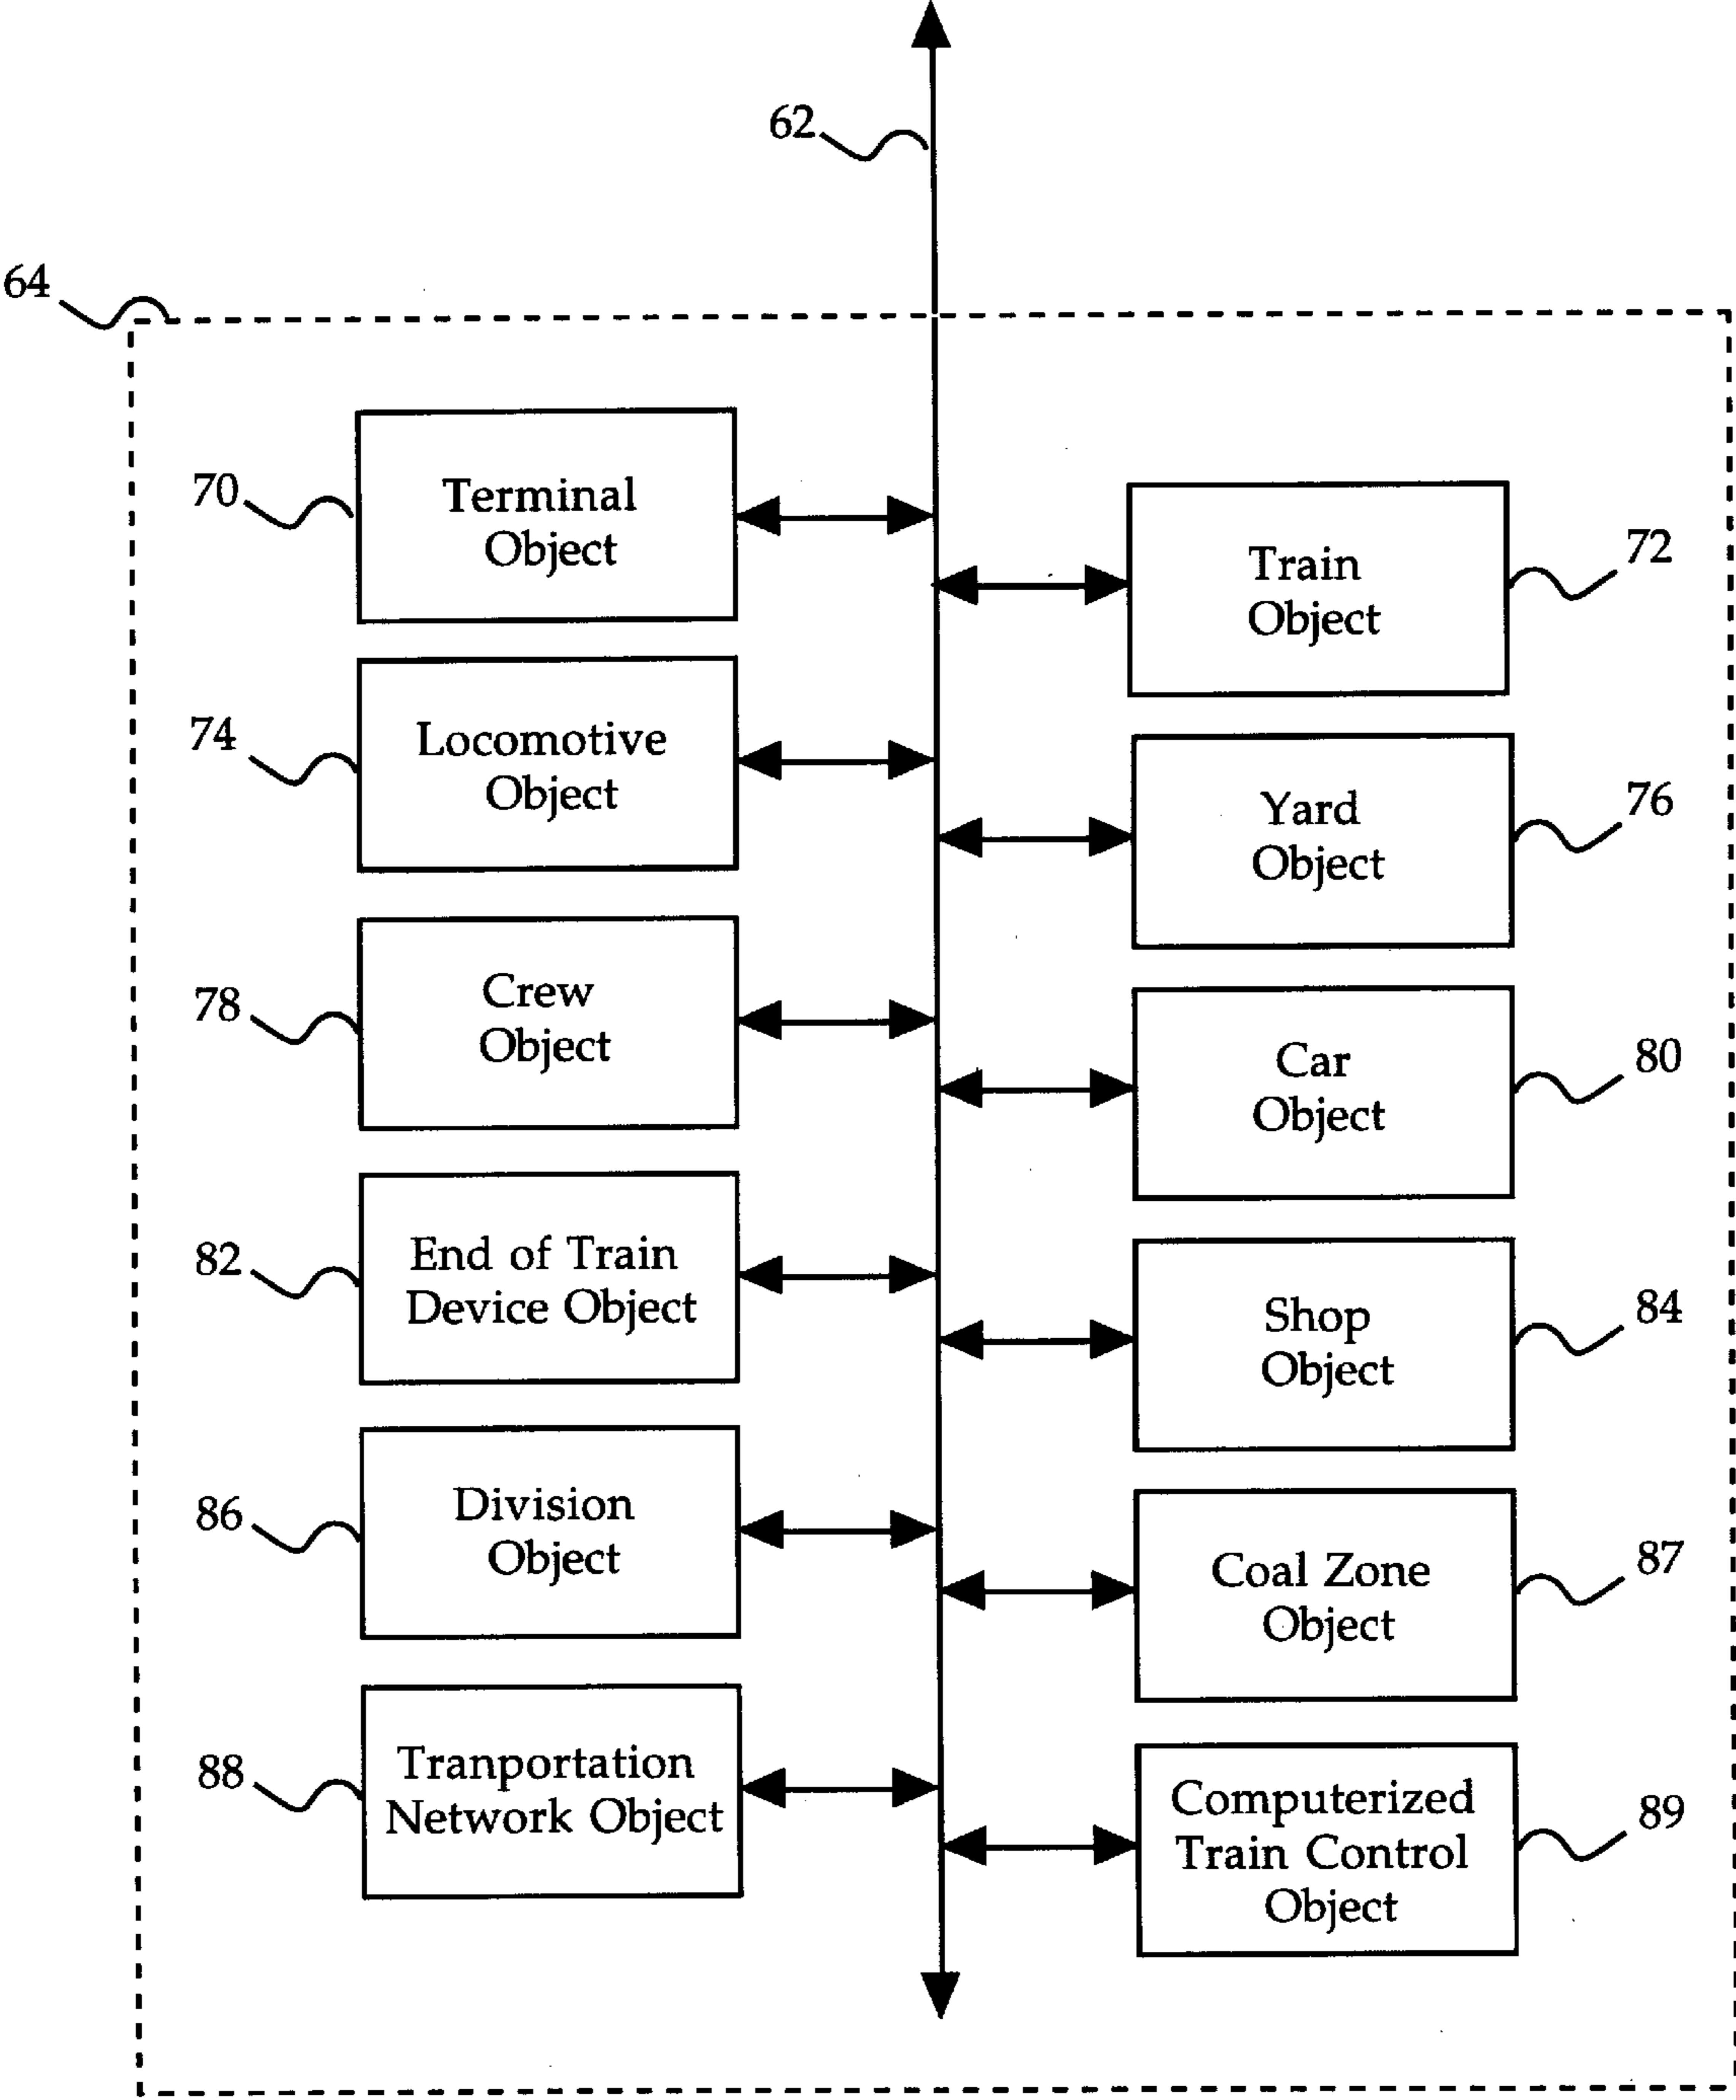 62
64
70
Terminal
Object
72
Train
Object
74
Locomotive
Object
76
Yard
Object
78
Crew
Object
80
Car
Object
82
End of Train
Device Object
84
Shop
Object
86
Division
Object
87
Coal Zone
Object
88
Tranportation
Network Object
89
Computerized
Train Control
Object